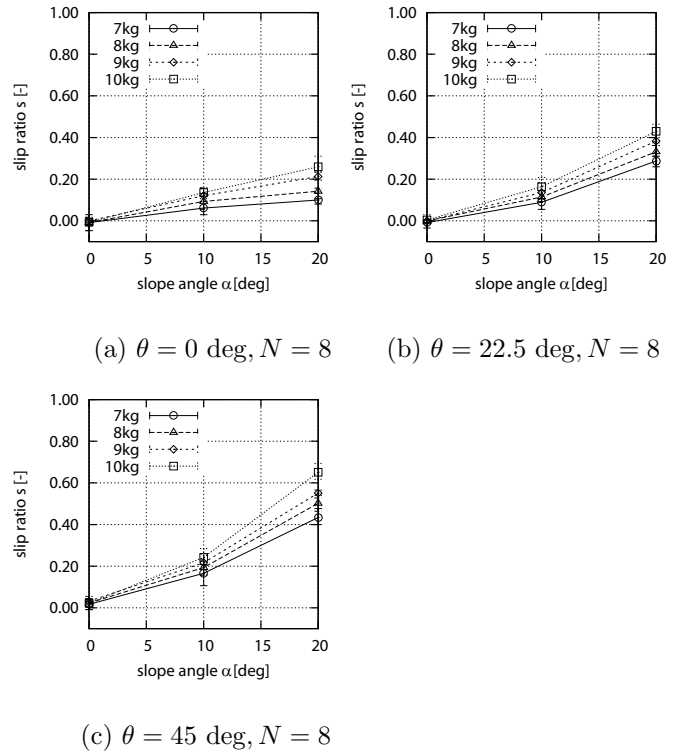 1.00
0.80
0.60
0.40
0.20
0.00
slip ratio s [-]
7kg
8kg
9kg
10kg
0 5 10 15 20
slope angle α[deg]
(a) θ = 0 deg, N = 8
1.00
0.80
0.60
0.40
0.20
0.00
slip ratio s [-]
7kg
8kg
9kg
10kg
0 5 10 15 20
slope angle α[deg]
(b) θ = 22.5 deg, N = 8
1.00
0.80
0.60
0.40
0.20
0.00
slip ratio s [-]
7kg
8kg
9kg
10kg
0 5 10 15 20
slope angle α[deg]
(c) θ = 45 deg, N = 8